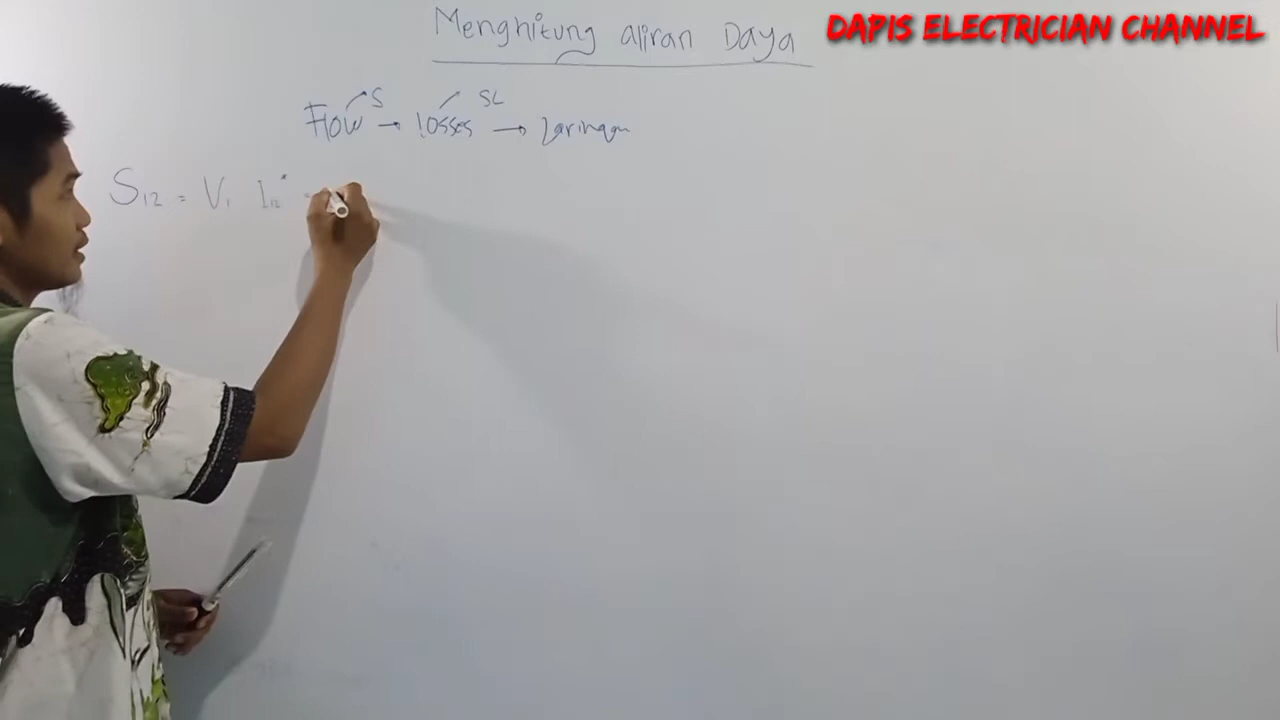 Menghitung aliran Daya
DAPIS ELECTRICIAN CHANNEL
S SL
Flow → Losses → Jaringan
S12 = V1 I12* =